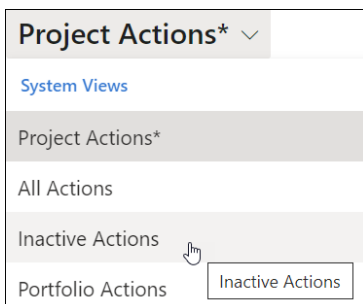 Project Actions*
System Views
Project Actions*
All Actions
Inactive Actions
Portfolio Actions
Inactive Actions